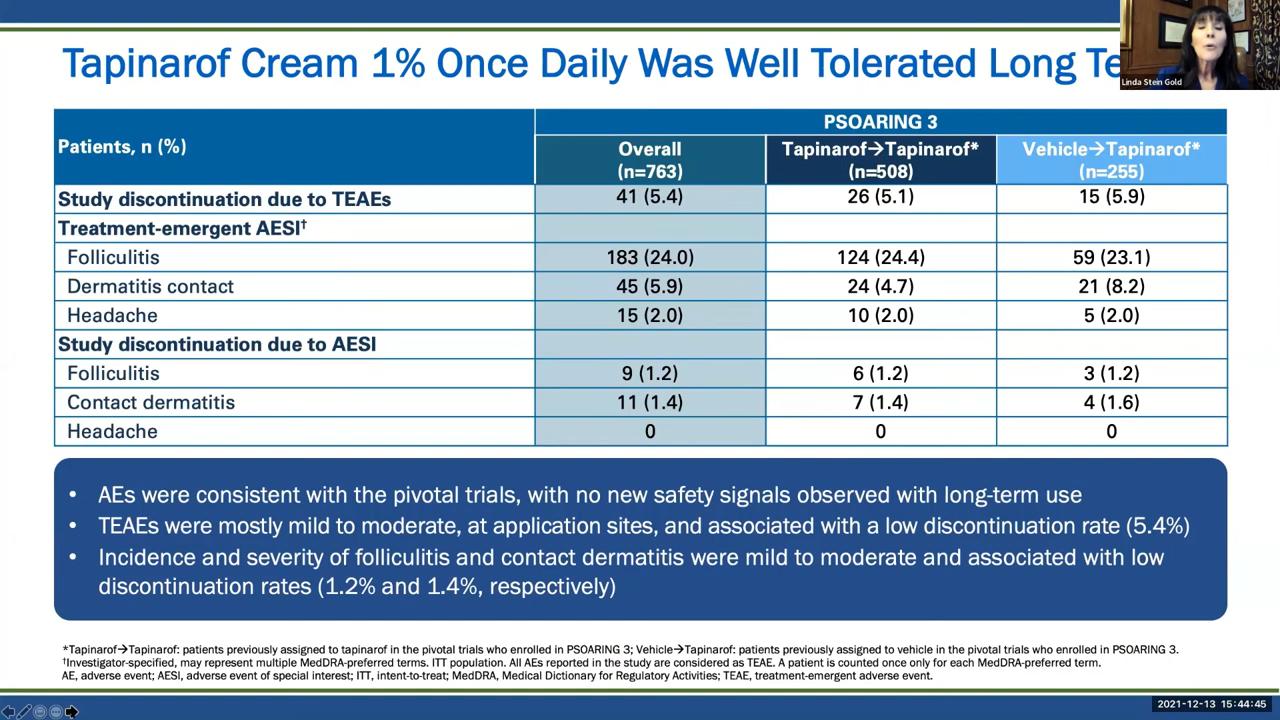 Tapinarof Cream 1% Once Daily Was Well Tolerated Long Te
Linda Stein Gold
Patients, n (%)
PSOARING 3
Overall
(n=763)
Tapinarof→Tapinarof*
(n=508)
Vehicle→Tapinarof*
(n=255)
Study discontinuation due to TEAEs 41 (5.4) 26 (5.1) 15 (5.9)
Treatment-emergent AESI†
Folliculitis 183 (24.0) 124 (24.4) 59 (23.1)
Dermatitis contact 45 (5.9) 24 (4.7) 21 (8.2)
Headache 15 (2.0) 10 (2.0) 5 (2.0)
Study discontinuation due to AESI
Folliculitis 9 (1.2) 6 (1.2) 3 (1.2)
Contact dermatitis 11 (1.4) 7 (1.4) 4 (1.6)
Headache 0 0 0
• AEs were consistent with the pivotal trials, with no new safety signals observed with long-term use
• TEAEs were mostly mild to moderate, at application sites, and associated with a low discontinuation rate (5.4%)
• Incidence and severity of folliculitis and contact dermatitis were mild to moderate and associated with low
discontinuation rates (1.2% and 1.4%, respectively)
*Tapinarof→Tapinarof: patients previously assigned to tapinarof in the pivotal trials who enrolled in PSOARING 3; Vehicle→Tapinarof: patients previously assigned to vehicle in the pivotal trials who enrolled in PSOARING 3.
†Investigator-specified, may represent multiple MedDRA-preferred terms. ITT population. All AEs reported in the study are considered as TEAE. A patient is counted once only for each MedDRA-preferred term.
AE, adverse event; AESI, adverse event of special interest; ITT, intent-to-treat; MedDRA, Medical Dictionary for Regulatory Activities; TEAE, treatment-emergent adverse event.
2021-12-13 15:44:45